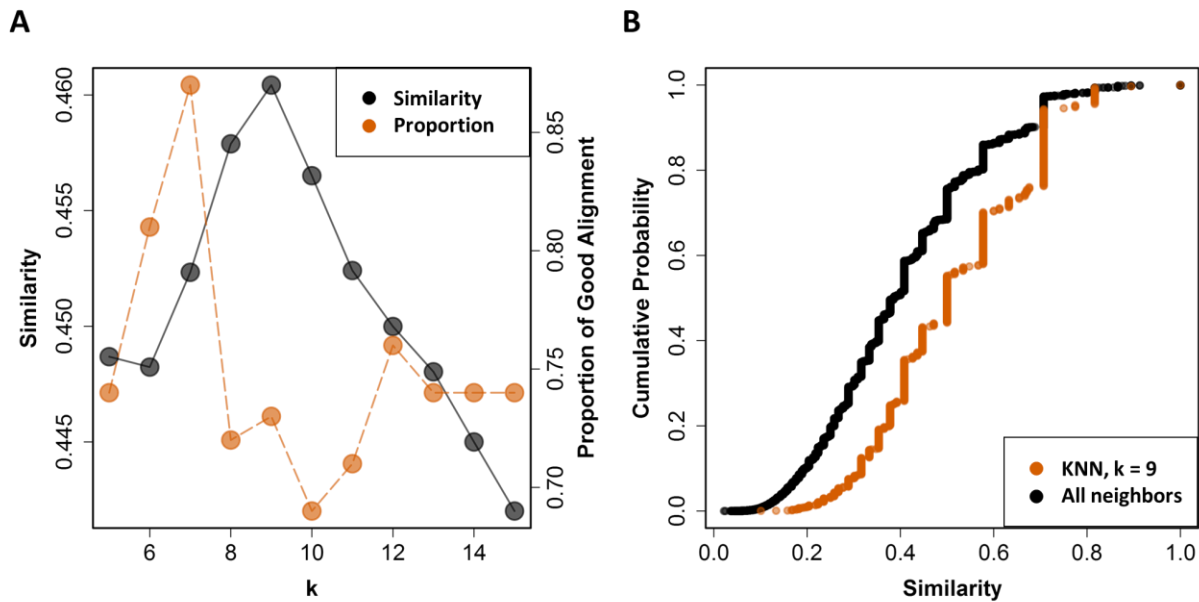 A
B
Similarity
Proportion
0.460
0.455
0.450
0.445
Similarity
0.85
0.80
0.75
0.70
Proportion of Good Alignment
6 8 10 12 14
k
1.0
0.8
0.6
0.4
0.2
0.0
Cumulative Probability
KNN, k = 9
All neighbors
0.0 0.2 0.4 0.6 0.8 1.0
Similarity